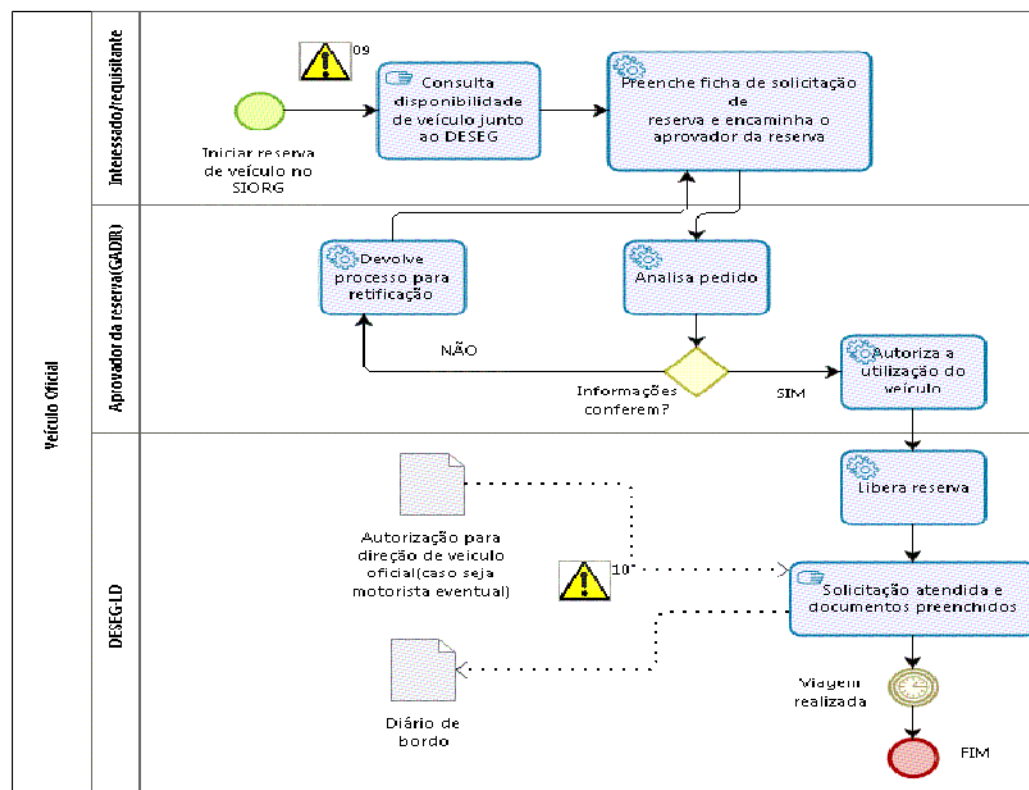 Veículo Oficial
Interessado/requisitante
09
Iniciar reserva
de veículo no
SIORG
Consulta
disponibilidade
de veículo junto
ao DESEG
Preenche ficha de solicitação
de
reserva e encaminha o
aprovador da reserva
Aprovador da reserva(GADIR)
Devolve
processo para
retificação
Analisa pedido
NÃO
Informações
conferem?
SIM
Autoriza a
utilização do
veículo
DESEG-LD
Libera reserva
Autorização para
direção de veiculo
oficial(caso seja
motorista eventual)
10
Solicitação atendida e
documentos preenchidos
Diário de
bordo
Viagem
realizada
FIM